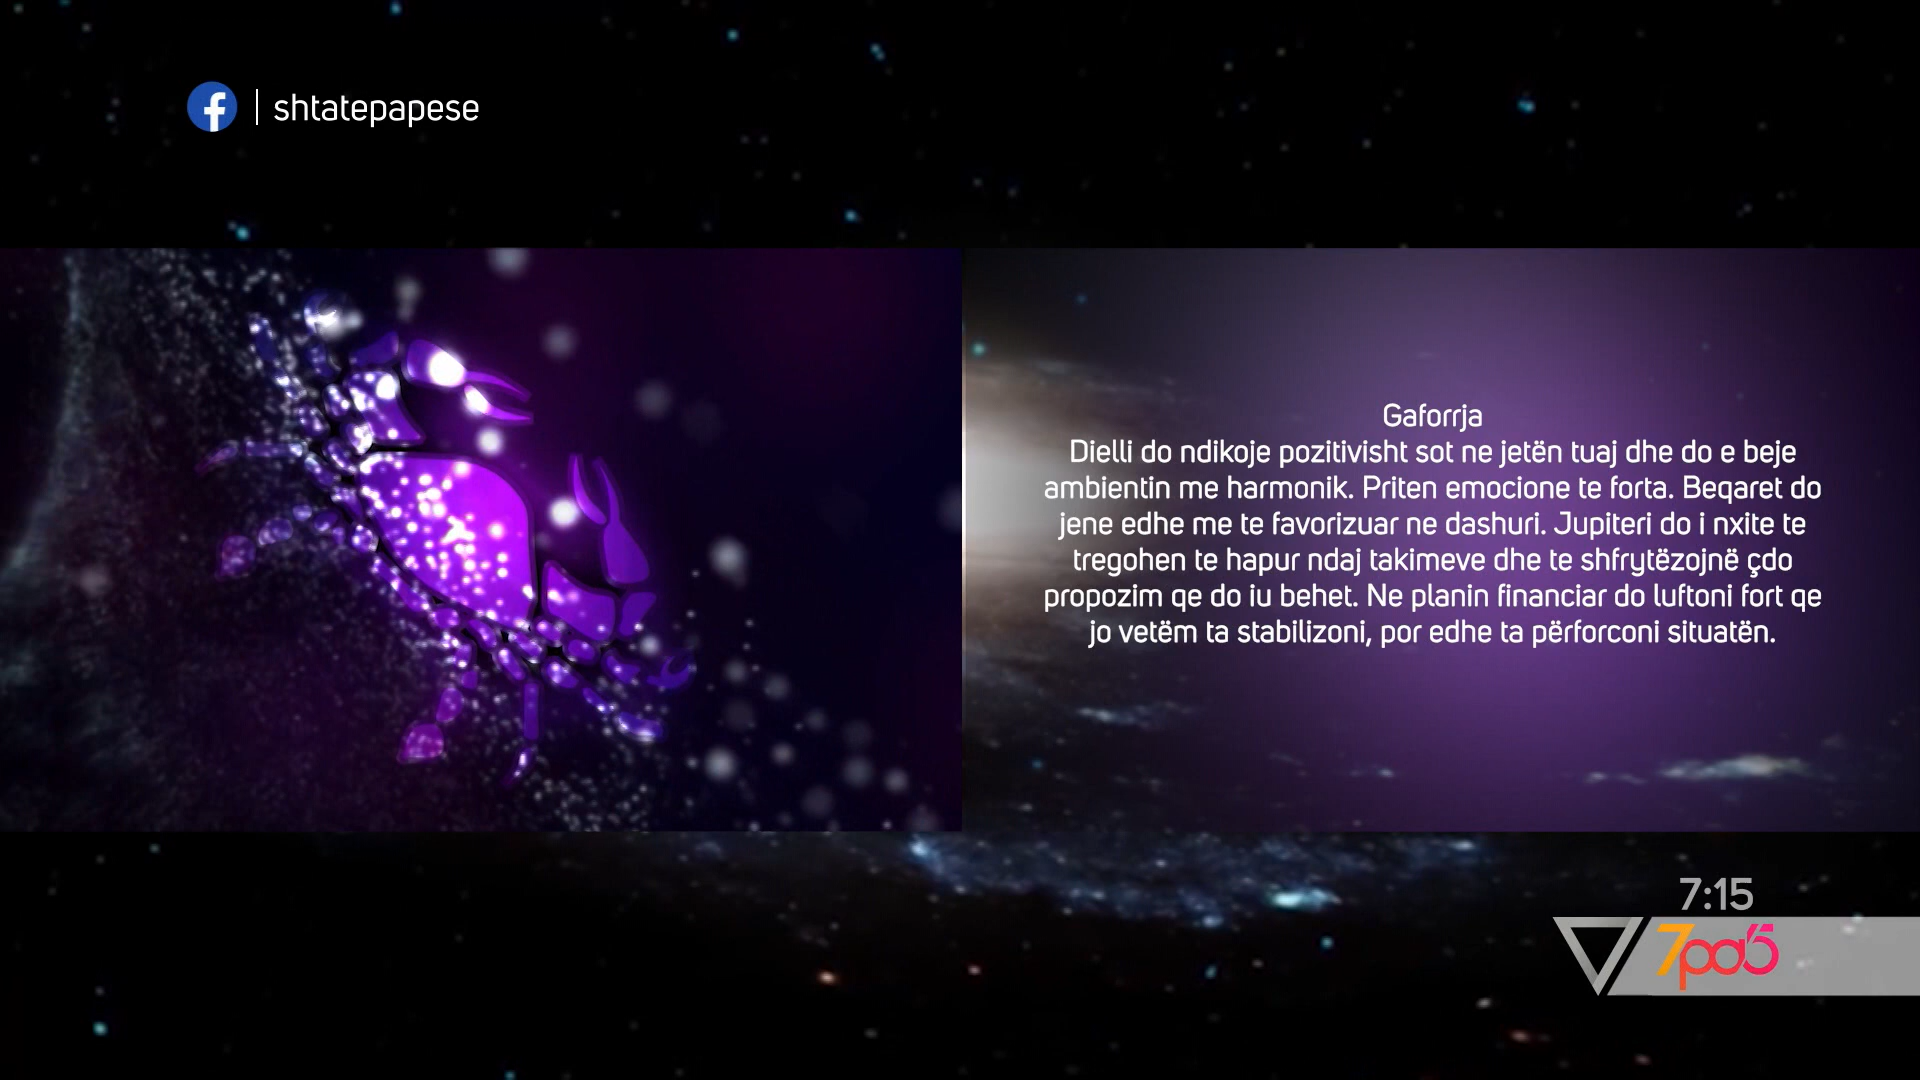 shtatepapese
Gaforrja
Dielli do ndikoje pozitivisht sot ne jetën tuaj dhe do e beje
ambientin me harmonik. Priten emocione te forta. Beqaret do
jene edhe me te favorizuar ne dashuri. Jupiteri do i nxite te
tregohen te hapur ndaj takimeve dhe te shfrytëzojnë çdo
propozim qe do iu behet. Ne planin financiar do luftoni fort qe
jo vetëm ta stabilizoni, por edhe ta përforconi situatën.
7:15
7pa5